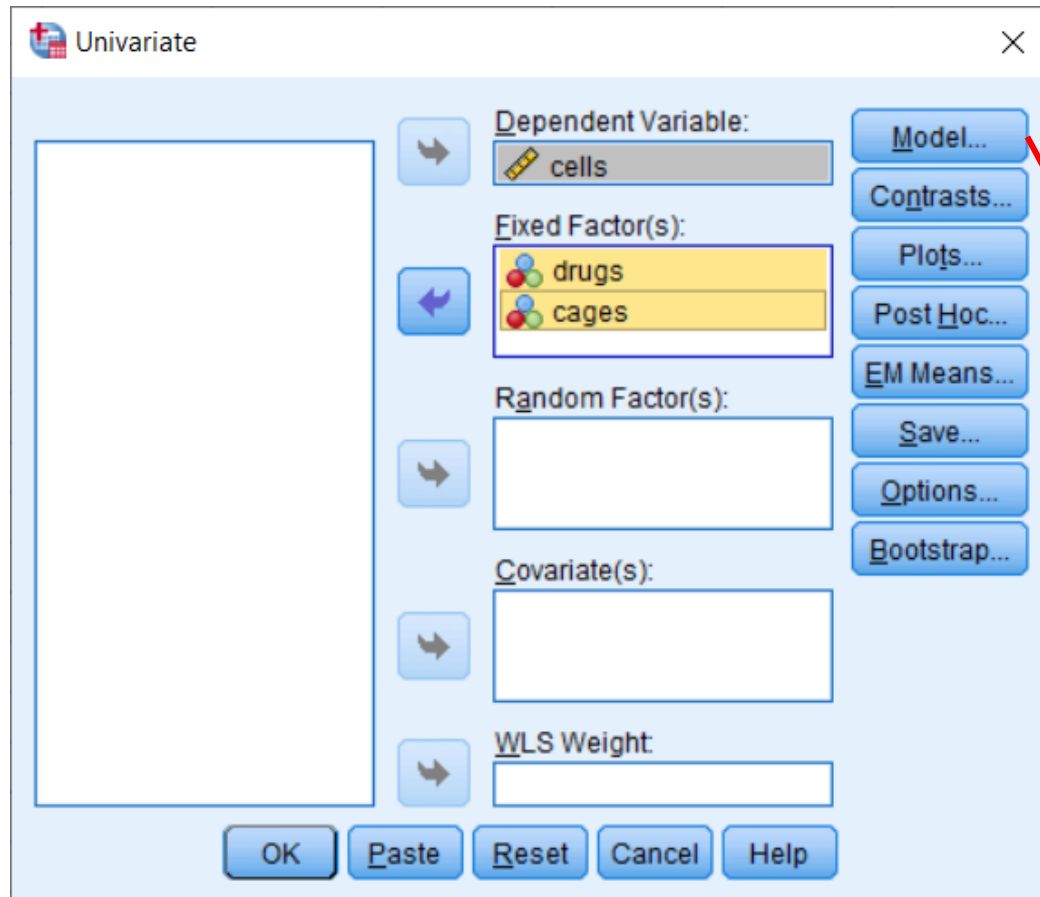 Univariate
Dependent Variable:
cells
Fixed Factor(s):
drugs
cages
Random Factor(s):
Covariate(s):
WLS Weight:
Model...
Contrasts...
Plots...
Post Hoc...
EM Means...
Save...
Options...
Bootstrap...
OK Paste Reset Cancel Help